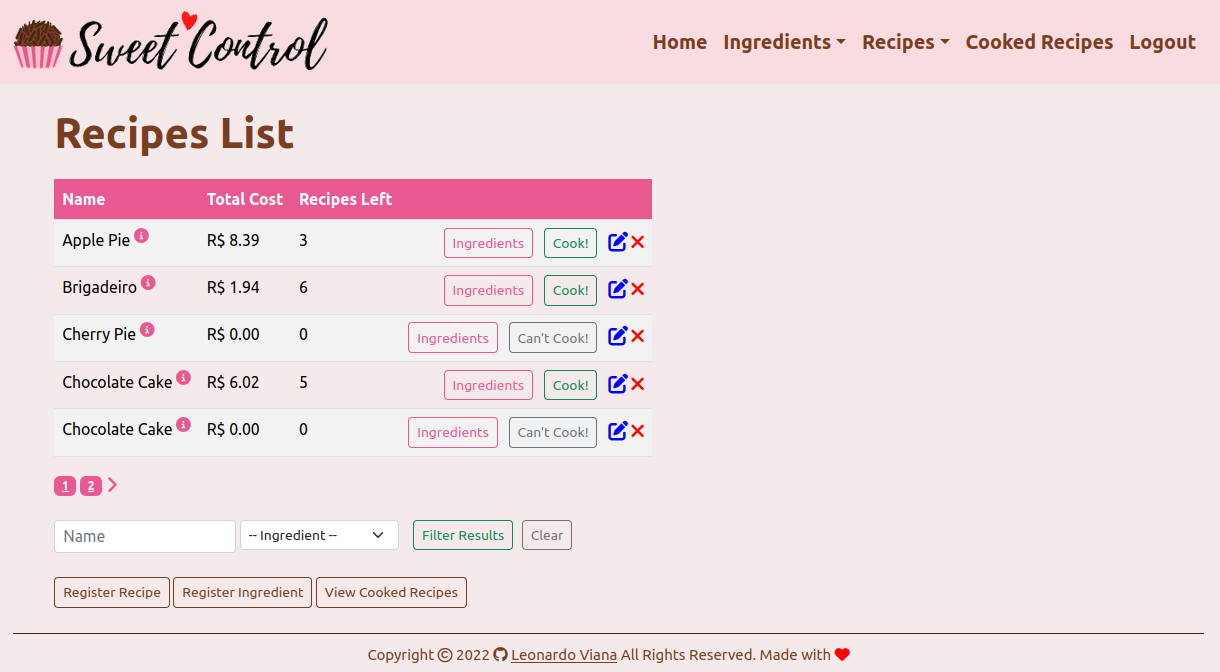 Sweet Control
Home Ingredients Recipes Cooked Recipes Logout
Recipes List
Name Total Cost Recipes Left
Apple Pie R$ 8.39 3 Ingredients Cook!
Brigadeiro R$ 1.94 6 Ingredients Cook!
Cherry Pie R$ 0.00 0 Ingredients Can't Cook!
Chocolate Cake R$ 6.02 5 Ingredients Cook!
Chocolate Cake R$ 0.00 0 Ingredients Can't Cook!
1 2
Name -- Ingredient -- Filter Results Clear
Register Recipe Register Ingredient View Cooked Recipes
Copyright © 2022 Leonardo Viana All Rights Reserved. Made with